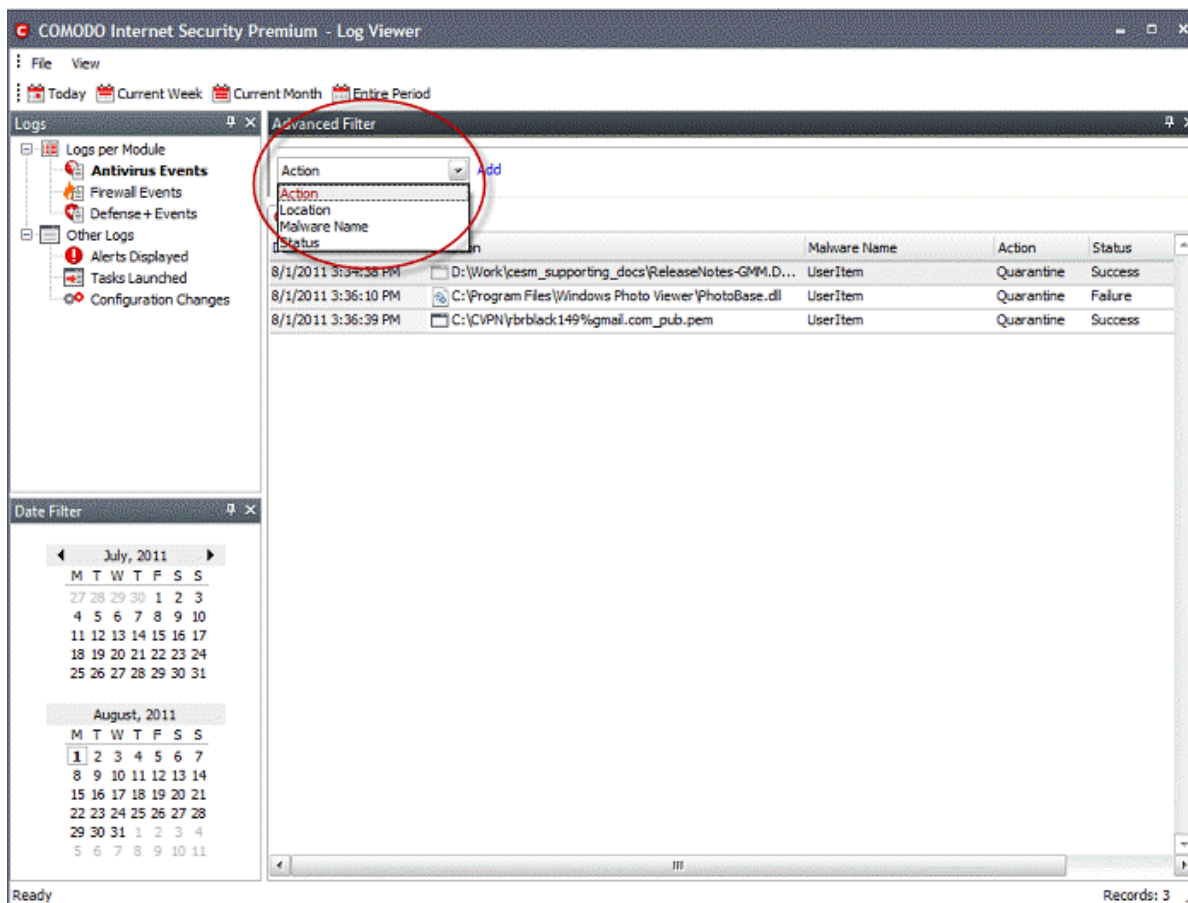 COMODO Internet Security Premium - Log Viewer
File View
Today Current Week Current Month Entire Period
Logs
Logs per Module
Antivirus Events
Firewall Events
Defense+ Events
Other Logs
Alerts Displayed
Tasks Launched
Configuration Changes
Date Filter
July, 2011
M T W T F S S
27 28 29 30 1 2 3
4 5 6 7 8 9 10
11 12 13 14 15 16 17
18 19 20 21 22 23 24
25 26 27 28 29 30 31
August, 2011
M T W T F S S
1 2 3 4 5 6 7
8 9 10 11 12 13 14
15 16 17 18 19 20 21
22 23 24 25 26 27 28
29 30 31 1 2 3 4
5 6 7 8 9 10 11
Advanced Filter
Action Add
Action
Location
Malware Name
Status
Malware Name Action Status
8/1/2011 3:34:38 PM D:\Work\cesm_supporting_docs\ReleaseNotes-GMM.D... UserItem Quarantine Success
8/1/2011 3:36:10 PM C:\Program Files\Windows Photo Viewer\PhotoBase.dll UserItem Quarantine Failure
8/1/2011 3:36:39 PM C:\CVPN\rbrblack149%gmail.com_pub.pem UserItem Quarantine Success
Ready Records: 3